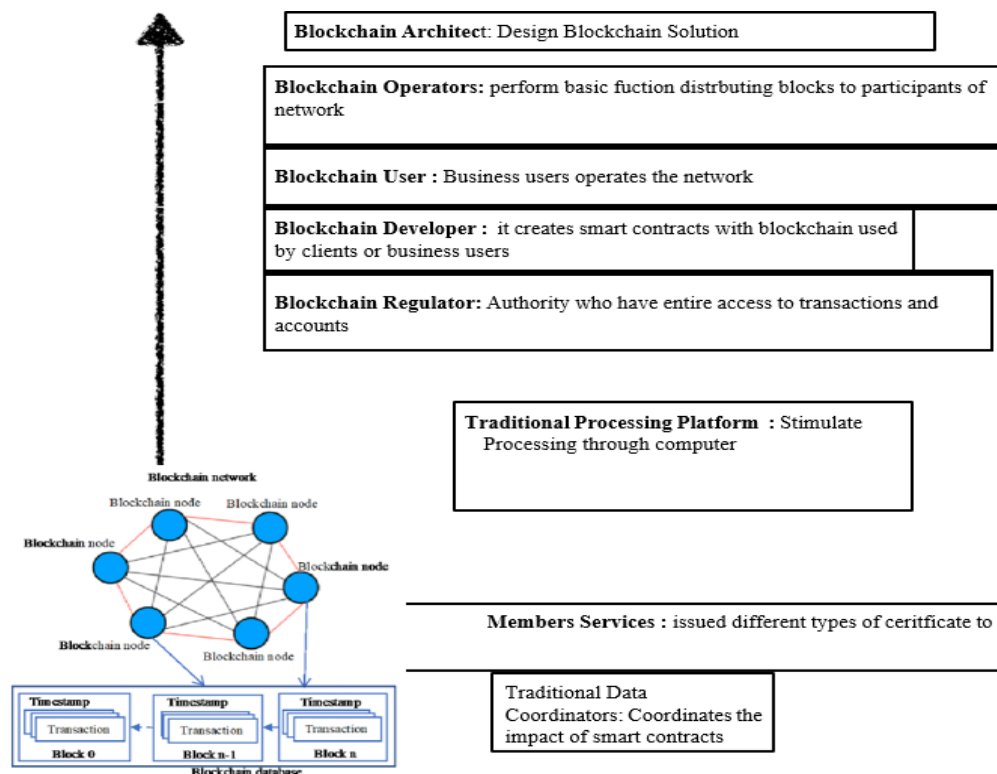 Blockchain Architect: Design Blockchain Solution
Blockchain Operators: perform basic fuction distrbuting blocks to participants of
network
Blockchain User : Business users operates the network
Blockchain Developer : it creates smart contracts with blockchain used
by clients or business users
Blockchain Regulator: Authority who have entire access to transactions and
accounts
Traditional Processing Platform : Stimulate
Processing through computer
Blockchain network
Blockchain node
Blockchain node
Blockchain node
Blockchain node
Blockchain node
Blockchain node
Members Services : issued different types of ceritficate to
Traditional Data
Coordinators: Coordinates the
impact of smart contracts
Timestamp
Transaction
Block 0
Timestamp
Transaction
Block n-1
Timestamp
Transaction
Block n
Blockchain database